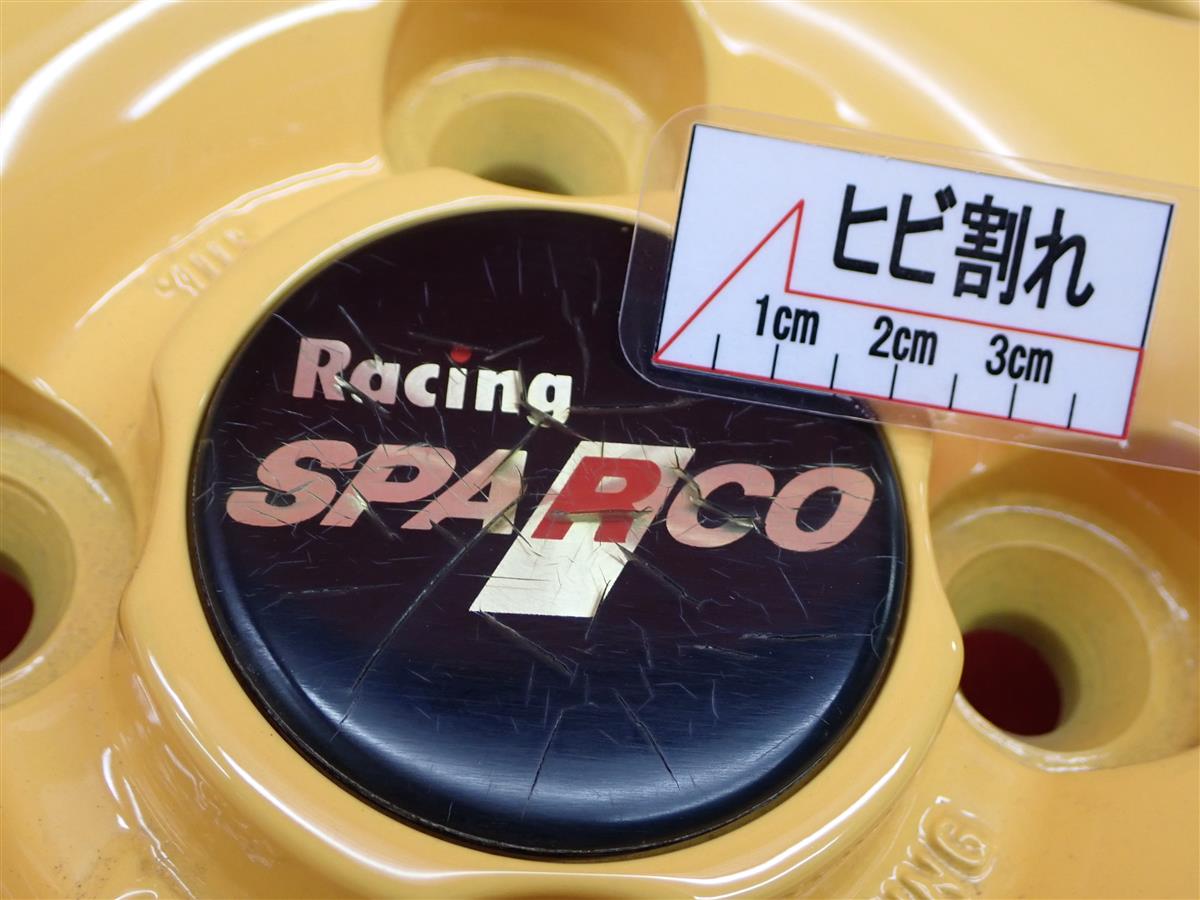 ヒビ割れ
1cm 2cm 3cm
Racing
SPARCO